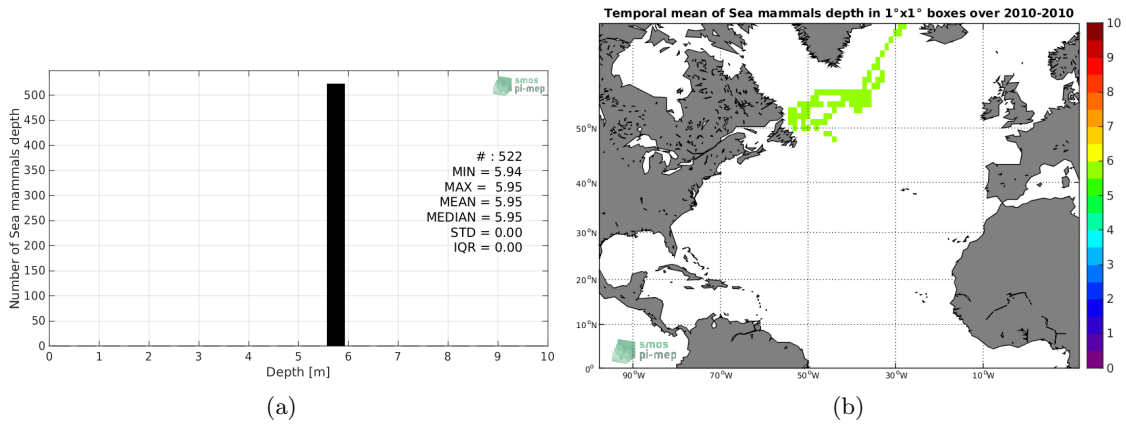 smos
pi-mep
Number of Sea mammals depth
500
450
400
350
300
250
200
150
100
50
0
# : 522
MIN = 5.94
MAX = 5.95
MEAN = 5.95
MEDIAN = 5.95
STD = 0.00
IQR = 0.00
0 1 2 3 4 5 6 7 8 9 10
Depth [m]
(a)
Temporal mean of Sea mammals depth in 1°x1° boxes over 2010-2010
50°N
40°N
30°N
20°N
10°N
0°
90°W 70°W 50°W 30°W 10°W
smos
pi-mep
10
9
8
7
6
5
4
3
2
1
0
(b)